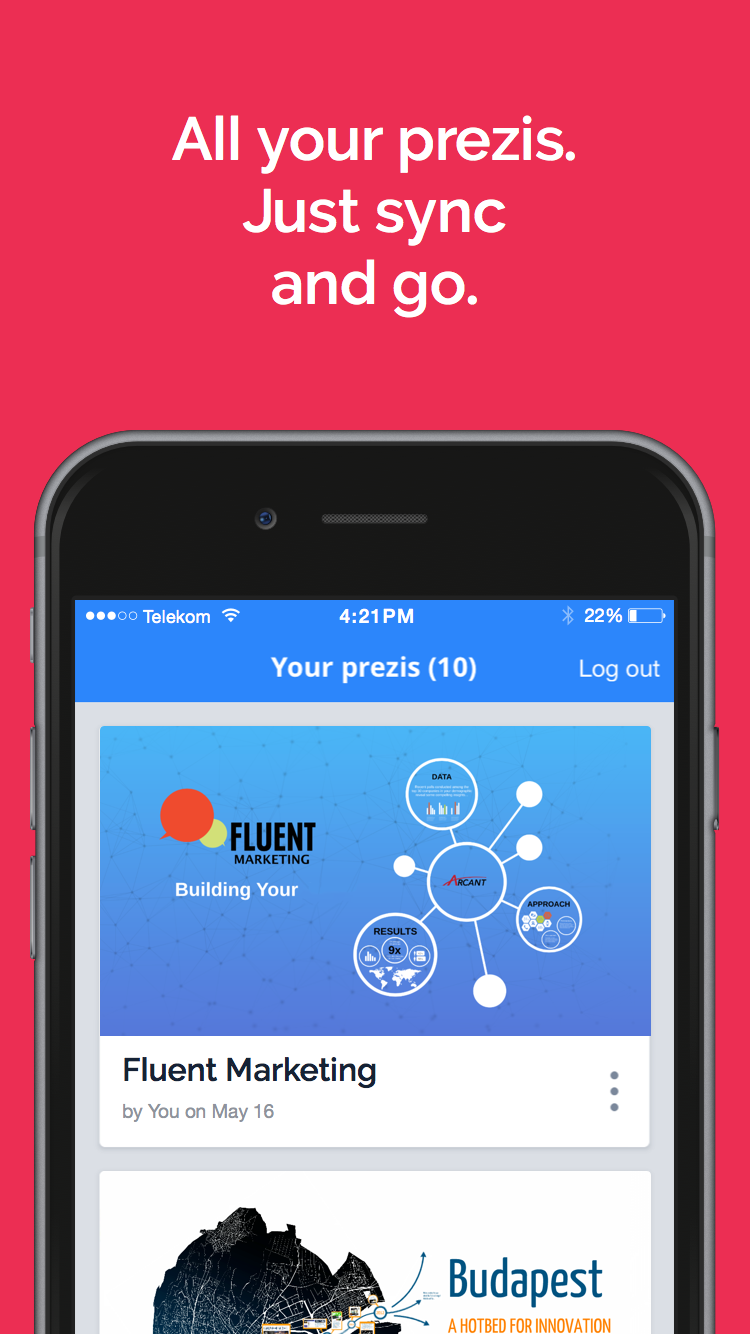 All your prezis.
Just sync
and go.
Telekom
4:21PM
22%
Your prezis (10)
Log out
DATA
FLUENT
MARKETING
Building Your
ARCANT
APPROACH
RESULTS
9x
Fluent Marketing
by You on May 16
Budapest
A HOTBED FOR INNOVATION